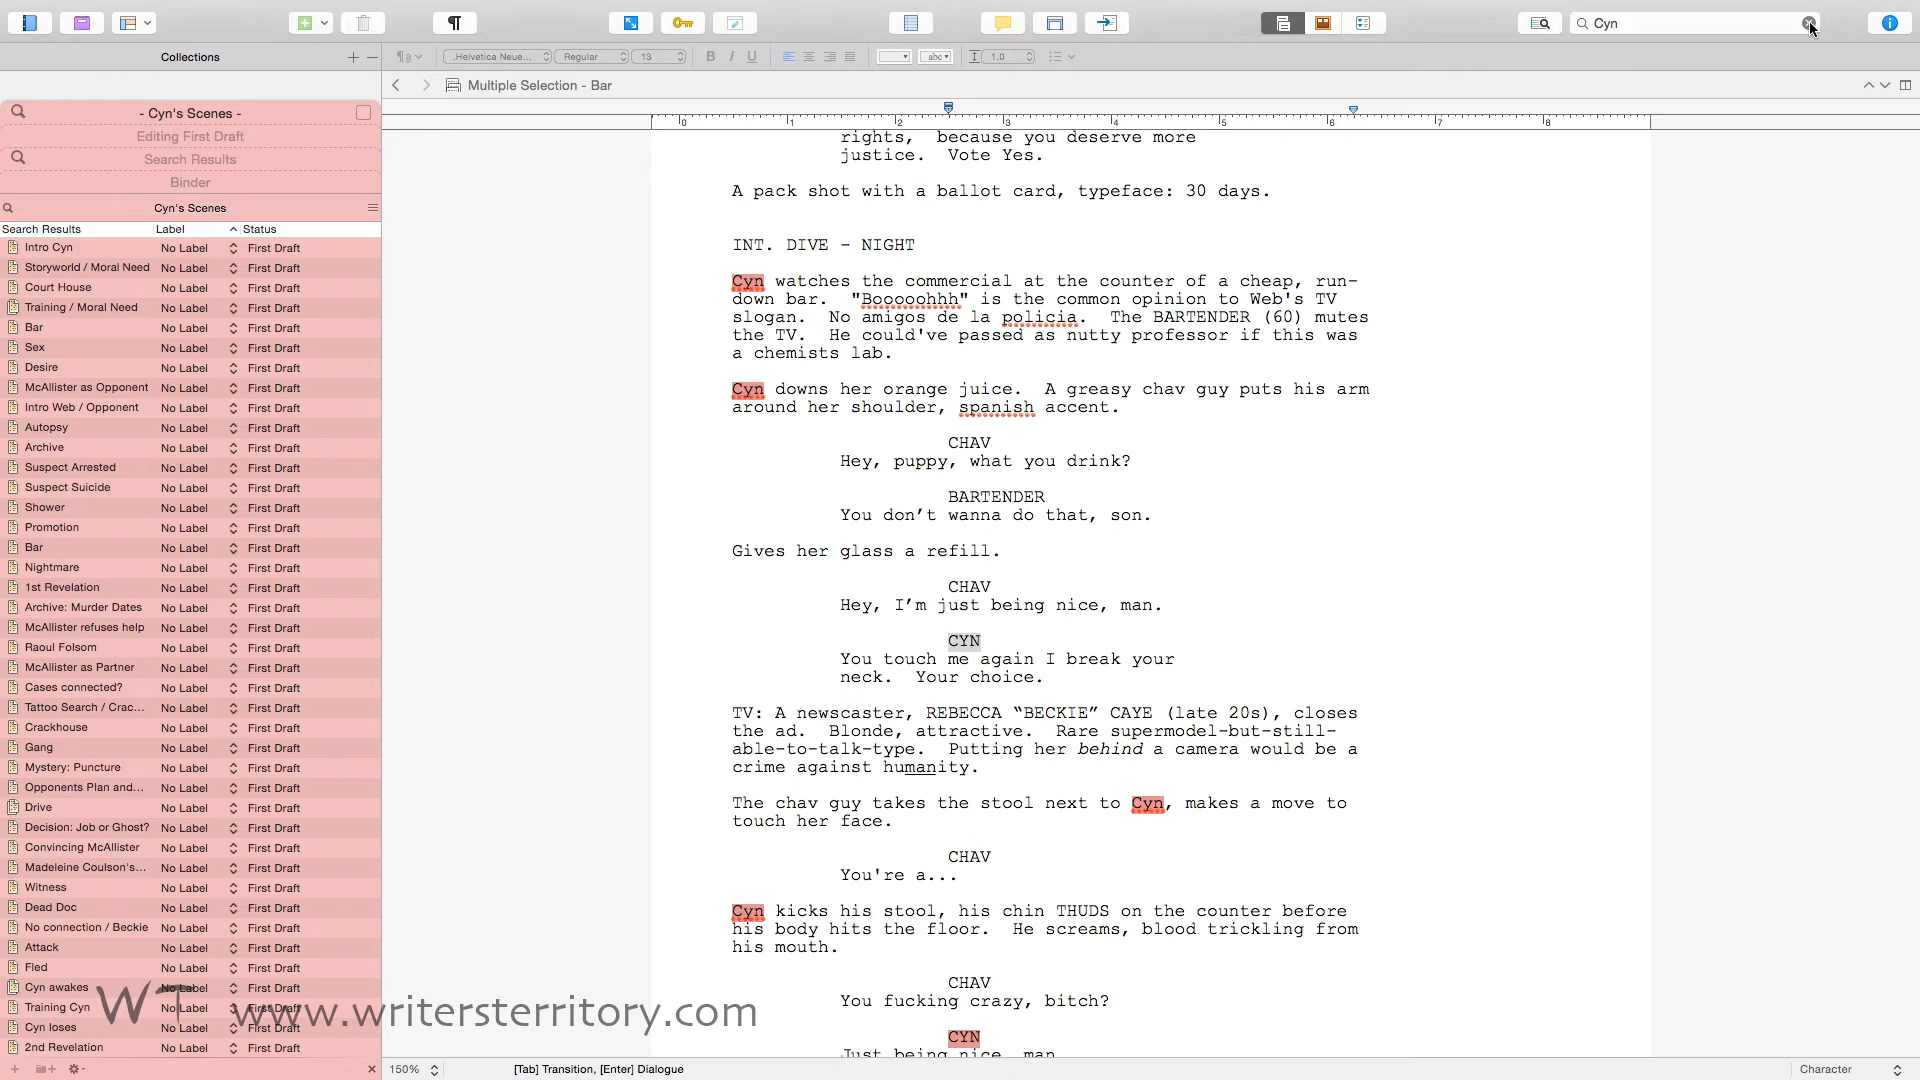 Cyn
Collections
.Helvetica Neue...
Regular
13
B I U
abc
1.0
Multiple Selection - Bar
- Cyn's Scenes -
Editing First Draft
Search Results
Binder
Cyn's Scenes
Search Results Label Status
Intro Cyn No Label First Draft
Storyworld / Moral Need No Label First Draft
Court House No Label First Draft
Training / Moral Need No Label First Draft
Bar No Label First Draft
Sex No Label First Draft
Desire No Label First Draft
McAllister as Opponent No Label First Draft
Intro Web / Opponent No Label First Draft
Autopsy No Label First Draft
Archive No Label First Draft
Suspect Arrested No Label First Draft
Suspect Suicide No Label First Draft
Shower No Label First Draft
Promotion No Label First Draft
Bar No Label First Draft
Nightmare No Label First Draft
1st Revelation No Label First Draft
Archive: Murder Dates No Label First Draft
McAllister refuses help No Label First Draft
Raoul Folsom No Label First Draft
McAllister as Partner No Label First Draft
Cases connected? No Label First Draft
Tattoo Search / Crac... No Label First Draft
Crackhouse No Label First Draft
Gang No Label First Draft
Mystery: Puncture No Label First Draft
Opponents Plan and... No Label First Draft
Drive No Label First Draft
Decision: Job or Ghost? No Label First Draft
Convincing McAllister No Label First Draft
Madeleine Coulson's... No Label First Draft
Witness No Label First Draft
Dead Doc No Label First Draft
No connection / Beckie No Label First Draft
Attack No Label First Draft
Fled No Label First Draft
Cyn awakes No Label First Draft
Training Cyn No Label First Draft
Cyn loses No Label First Draft
2nd Revelation No Label First Draft
0 1 2 3 4 5 6 7 8
rights, because you deserve more
justice. Vote Yes.
A pack shot with a ballot card, typeface: 30 days.
INT. DIVE - NIGHT
Cyn watches the commercial at the counter of a cheap, run-
down bar. "Booooohhh" is the common opinion to Web's TV
slogan. No amigos de la policia. The BARTENDER (60) mutes
the TV. He could've passed as nutty professor if this was
a chemists lab.
Cyn downs her orange juice. A greasy chav guy puts his arm
around her shoulder, spanish accent.
CHAV
Hey, puppy, what you drink?
BARTENDER
You don’t wanna do that, son.
Gives her glass a refill.
CHAV
Hey, I’m just being nice, man.
CYN
You touch me again I break your
neck. Your choice.
TV: A newscaster, REBECCA “BECKIE” CAYE (late 20s), closes
the ad. Blonde, attractive. Rare supermodel-but-still-
able-to-talk-type. Putting her behind a camera would be a
crime against humanity.
The chav guy takes the stool next to Cyn, makes a move to
touch her face.
CHAV
You're a...
Cyn kicks his stool, his chin THUDS on the counter before
his body hits the floor. He screams, blood trickling from
his mouth.
CHAV
You fucking crazy, bitch?
CYN
Just being nice, man.
WT www.writersterritory.com
150%
[Tab] Transition, [Enter] Dialogue
Character